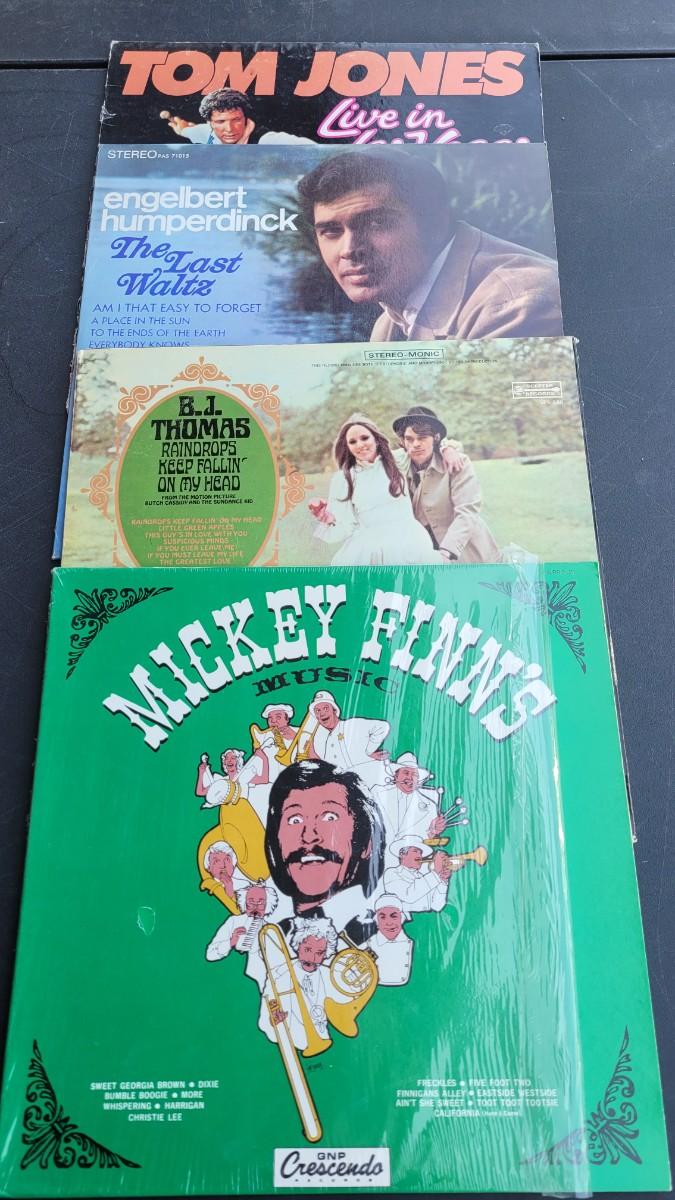 TOM JONES
Live in
Las Vegas
STEREO PAS 71015
engelbert
humperdinck
The Last
Waltz
AM I THAT EASY TO FORGET
A PLACE IN THE SUN
TO THE ENDS OF THE EARTH
EVERYBODY KNOWS
STEREO-MONIC
SCEPTER
RECORDS
B.J.
THOMAS
RAINDROPS
KEEP FALLIN'
ON MY HEAD
FROM THE MOTION PICTURE
BUTCH CASSIDY AND THE SUNDANCE KID
RAINDROPS KEEP FALLIN' ON MY HEAD
LITTLE GREEN APPLES
THIS GUY'S IN LOVE WITH YOU
SUSPICIOUS MINDS
IF YOU EVER LEAVE ME
IF YOU MUST LEAVE MY LIFE
THE GREATEST LOVE
MICKEY FINN'S
MUSIC
SWEET GEORGIA BROWN • DIXIE
BUMBLE BOOGIE • MORE
WHISPERING • HARRIGAN
CHRISTIE LEE
FRECKLES • FIVE FOOT TWO
FINNIGANS ALLEY • EASTSIDE WESTSIDE
AIN'T SHE SWEET • TOOT TOOT TOOTSIE
CALIFORNIA
GNP
Crescendo
RECORDS